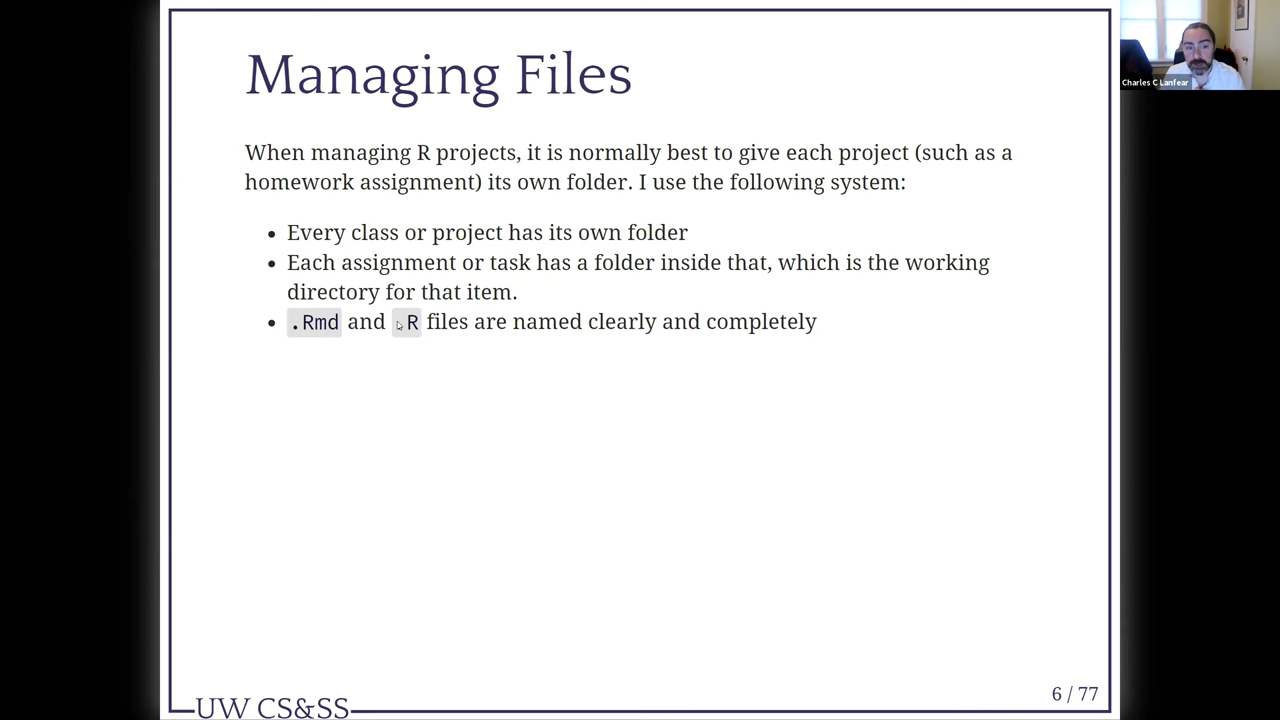 Managing Files
When managing R projects, it is normally best to give each project (such as a
homework assignment) its own folder. I use the following system:
• Every class or project has its own folder
• Each assignment or task has a folder inside that, which is the working
directory for that item.
• .Rmd and .R files are named clearly and completely
UW CS&SS
6 / 77
Charles C Lanfear